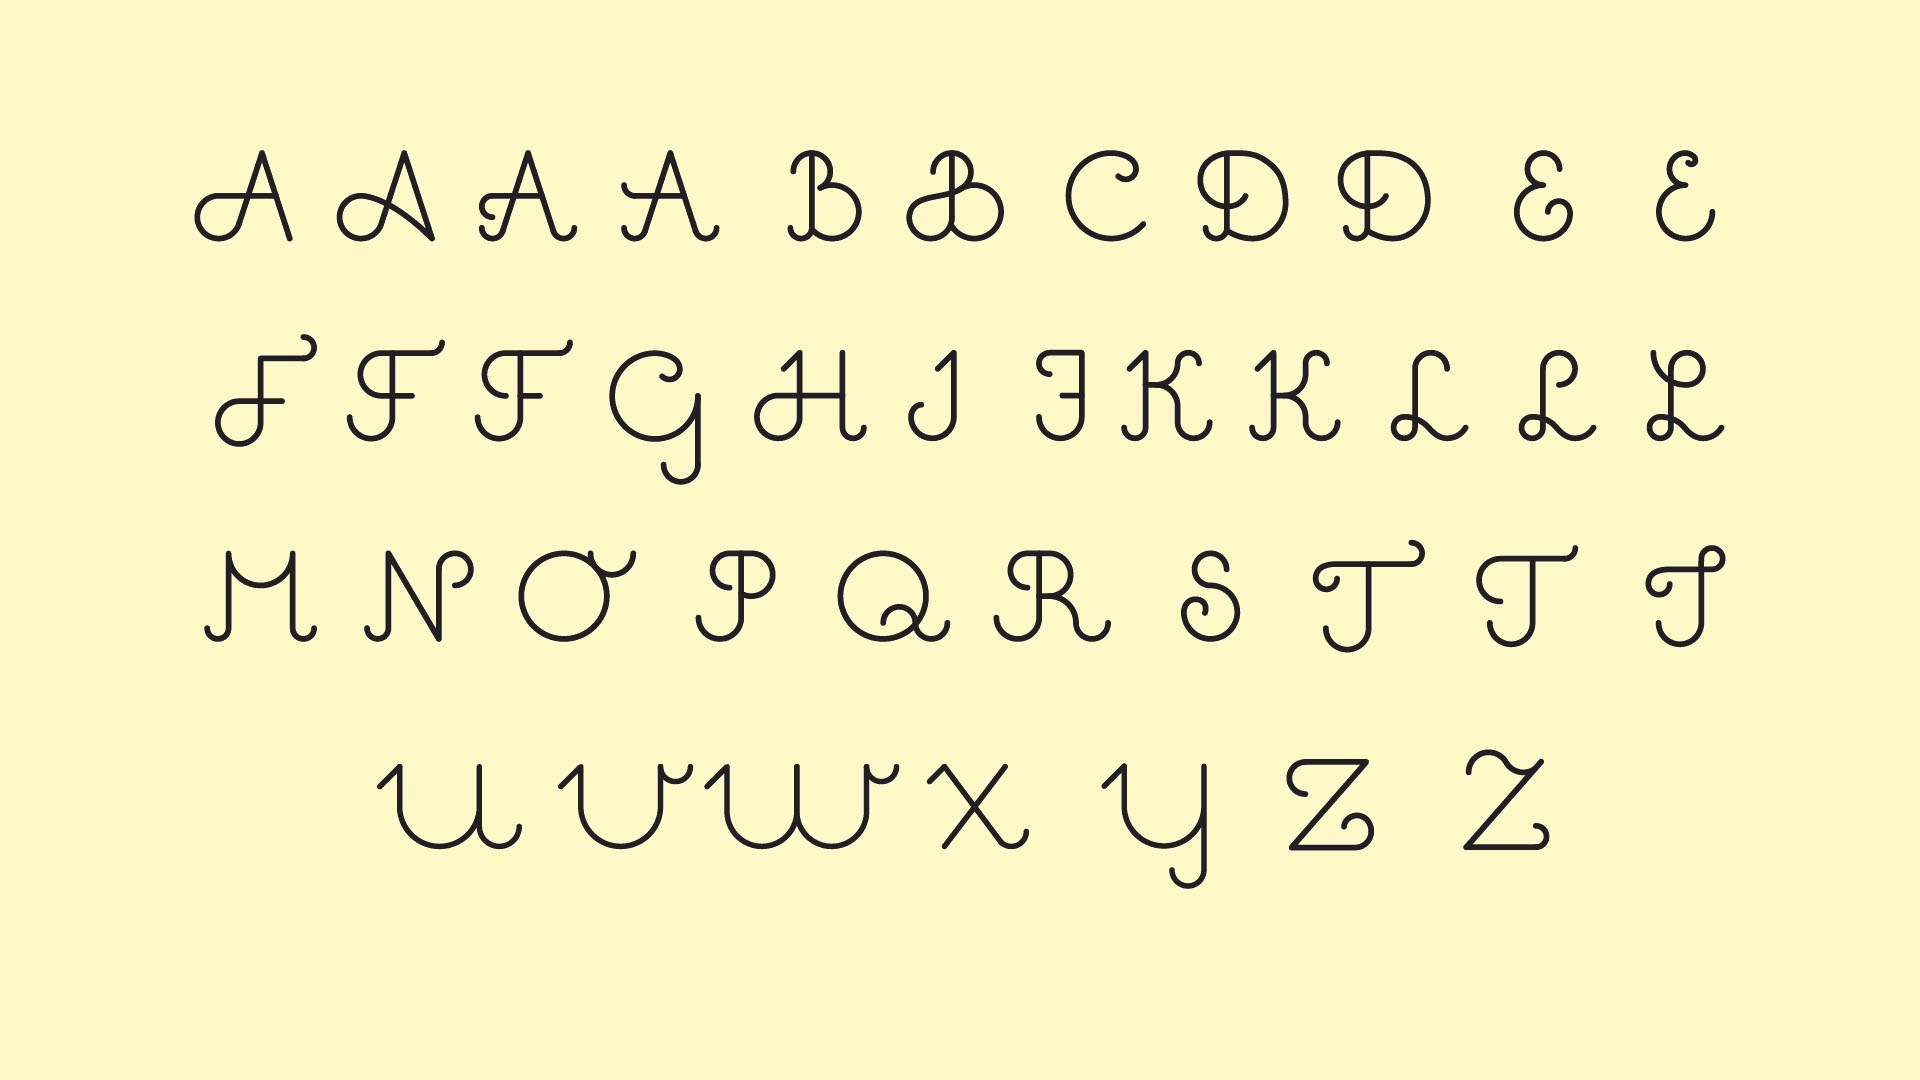 A A A A B B C D D E E
F F F G H I J K K L L L
M N O P Q R S T T T
U V W X Y Z Z